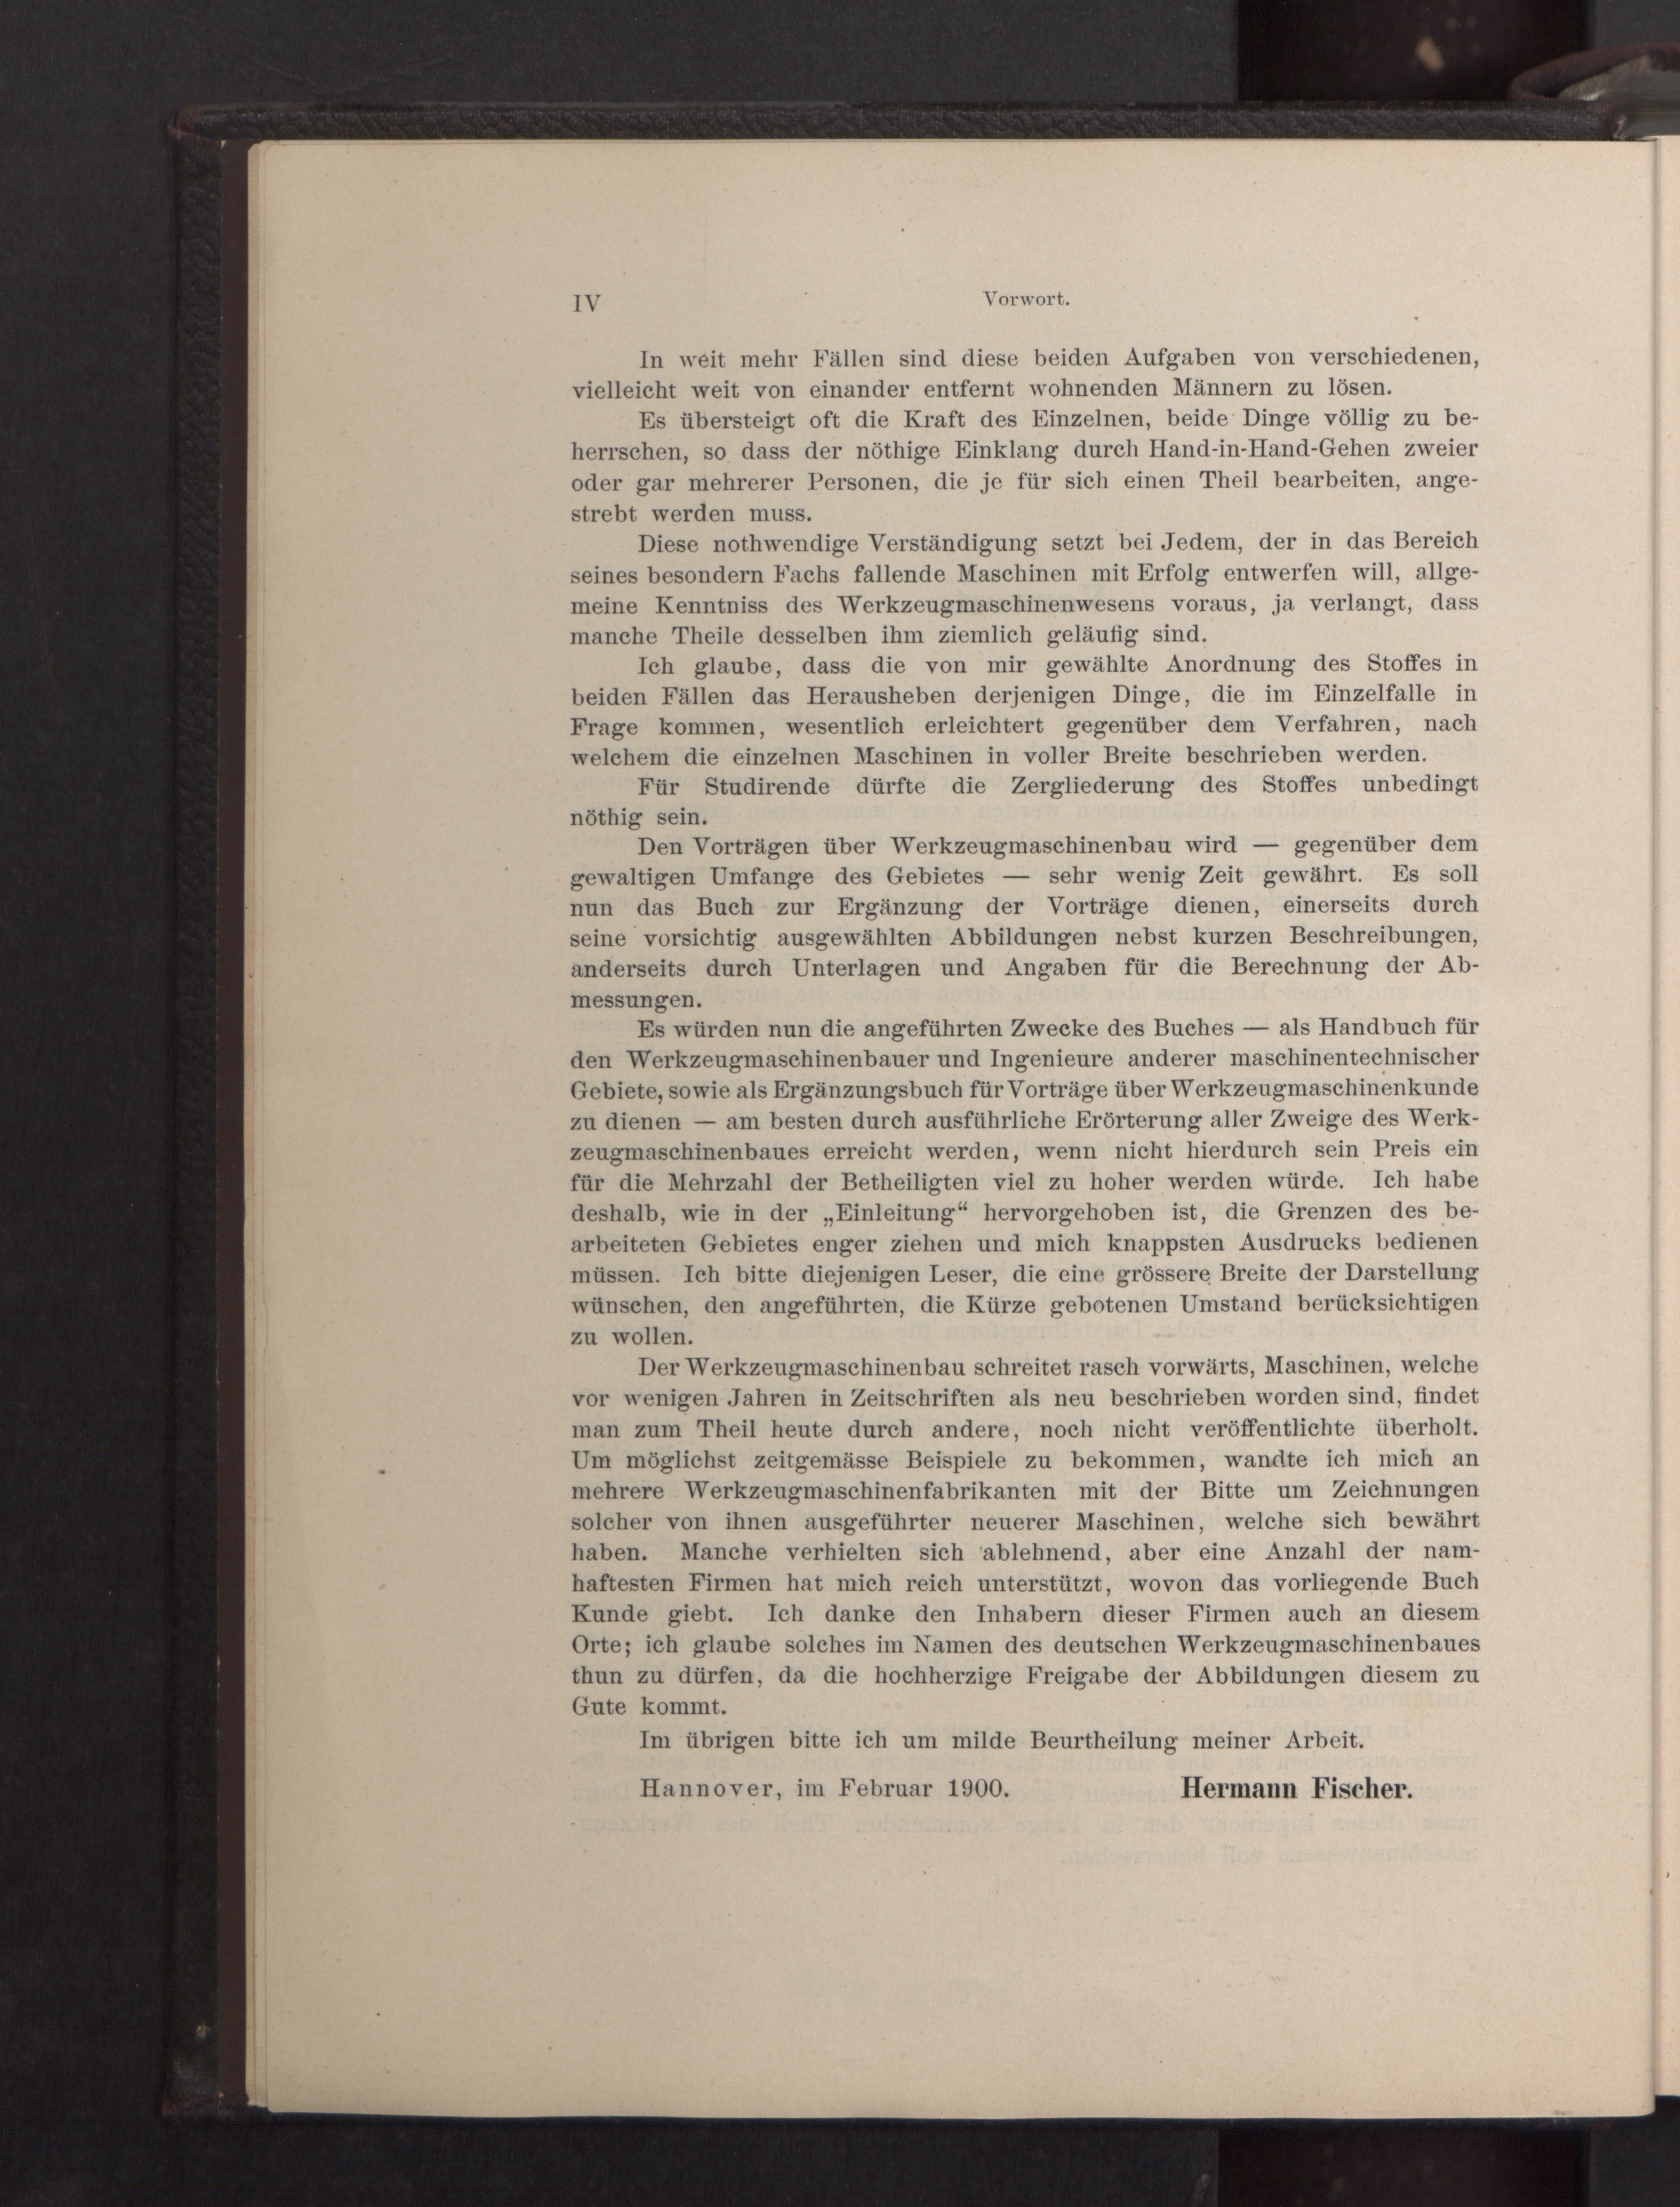 IV
Vorwort.
In weit mehr Fällen sind diese beiden Aufgaben von verschiedenen,
vielleicht weit von einander entfernt wohnenden Männern zu lösen.
Es übersteigt oft die Kraft des Einzelnen, beide Dinge völlig zu be-
herrschen, so dass der nöthige Einklang durch Hand-in-Hand-Gehen zweier
oder gar mehrerer Personen, die je für sich einen Theil bearbeiten, ange-
strebt werden muss.
Diese nothwendige Verständigung setzt bei Jedem, der in das Bereich
seines besondern Fachs fallende Maschinen mit Erfolg entwerfen will, allge-
meine Kenntniss des Werkzeugmaschinenwesens voraus, ja verlangt, dass
manche Theile desselben ihm ziemlich geläufig sind.
Ich glaube, dass die von mir gewählte Anordnung des Stoffes in
beiden Fällen das Herausheben derjenigen Dinge, die im Einzelfalle in
Frage kommen, wesentlich erleichtert gegenüber dem Verfahren, nach
welchem die einzelnen Maschinen in voller Breite beschrieben werden.
Für Studirende dürfte die Zergliederung des Stoffes unbedingt
nöthig sein.
Den Vorträgen über Werkzeugmaschinenbau wird — gegenüber dem
gewaltigen Umfange des Gebietes — sehr wenig Zeit gewährt. Es soll
nun das Buch zur Ergänzung der Vorträge dienen, einerseits durch
seine vorsichtig ausgewählten Abbildungen nebst kurzen Beschreibungen,
anderseits durch Unterlagen und Angaben für die Berechnung der Ab-
messungen.
Es würden nun die angeführten Zwecke des Buches — als Handbuch für
den Werkzeugmaschinenbauer und Ingenieure anderer maschinentechnischer
Gebiete, sowie als Ergänzungsbuch für Vorträge über Werkzeugmaschinenkunde
zu dienen — am besten durch ausführliche Erörterung aller Zweige des Werk-
zeugmaschinenbaues erreicht werden, wenn nicht hierdurch sein Preis ein
für die Mehrzahl der Betheiligten viel zu hoher werden würde. Ich habe
deshalb, wie in der „Einleitung“ hervorgehoben ist, die Grenzen des be-
arbeiteten Gebietes enger ziehen und mich knappsten Ausdrucks bedienen
müssen. Ich bitte diejenigen Leser, die eine grössere Breite der Darstellung
wünschen, den angeführten, die Kürze gebotenen Umstand berücksichtigen
zu wollen.
Der Werkzeugmaschinenbau schreitet rasch vorwärts, Maschinen, welche
vor wenigen Jahren in Zeitschriften als neu beschrieben worden sind, findet
man zum Theil heute durch andere, noch nicht veröffentlichte überholt.
Um möglichst zeitgemässe Beispiele zu bekommen, wandte ich mich an
mehrere Werkzeugmaschinenfabrikanten mit der Bitte um Zeichnungen
solcher von ihnen ausgeführter neuerer Maschinen, welche sich bewährt
haben. Manche verhielten sich ablehnend, aber eine Anzahl der nam-
haftesten Firmen hat mich reich unterstützt, wovon das vorliegende Buch
Kunde giebt. Ich danke den Inhabern dieser Firmen auch an diesem
Orte; ich glaube solches im Namen des deutschen Werkzeugmaschinenbaues
thun zu dürfen, da die hochherzige Freigabe der Abbildungen diesem zu
Gute kommt.
Im übrigen bitte ich um milde Beurtheilung meiner Arbeit.
Hannover, im Februar 1900. Hermann Fischer.